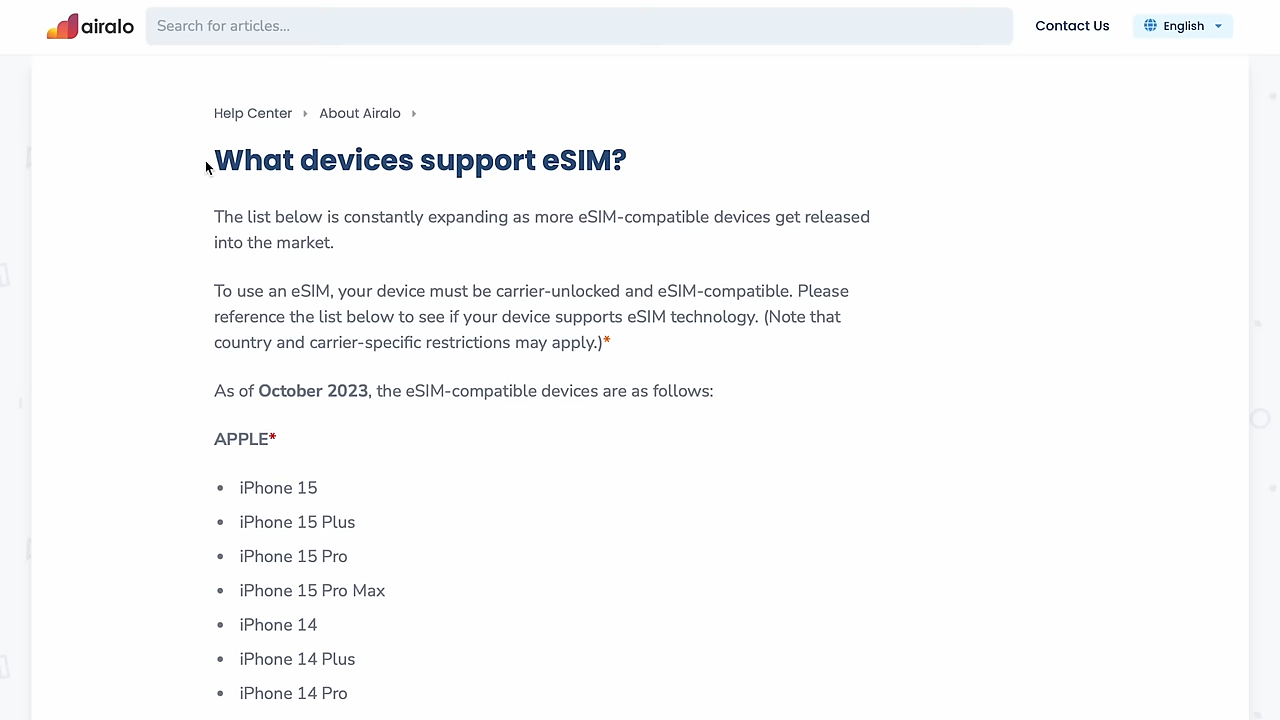 airalo
Search for articles...
Contact Us
English
Help Center
About Airalo
What devices support eSIM?
The list below is constantly expanding as more eSIM-compatible devices get released
into the market.
To use an eSIM, your device must be carrier-unlocked and eSIM-compatible. Please
reference the list below to see if your device supports eSIM technology. (Note that
country and carrier-specific restrictions may apply.)*
As of October 2023, the eSIM-compatible devices are as follows:
APPLE*
• iPhone 15
• iPhone 15 Plus
• iPhone 15 Pro
• iPhone 15 Pro Max
• iPhone 14
• iPhone 14 Plus
• iPhone 14 Pro